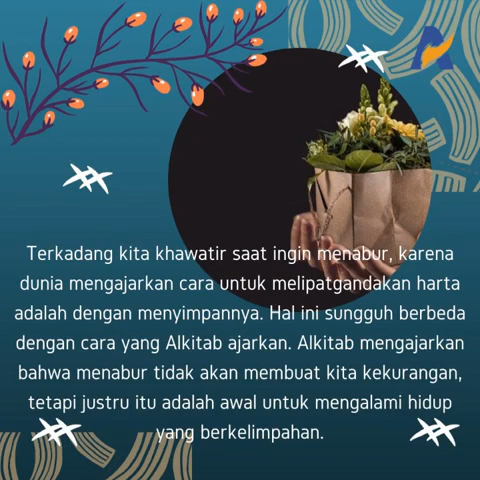 Terkadang kita khawatir saat ingin menabur, karena
dunia mengajarkan cara untuk melipatgandakan harta
adalah dengan menyimpannya. Hal ini sungguh berbeda
dengan cara yang Alkitab ajarkan. Alkitab mengajarkan
bahwa menabur tidak akan membuat kita kekurangan,
tetapi justru itu adalah awal untuk mengalami hidup
yang berkelimpahan.